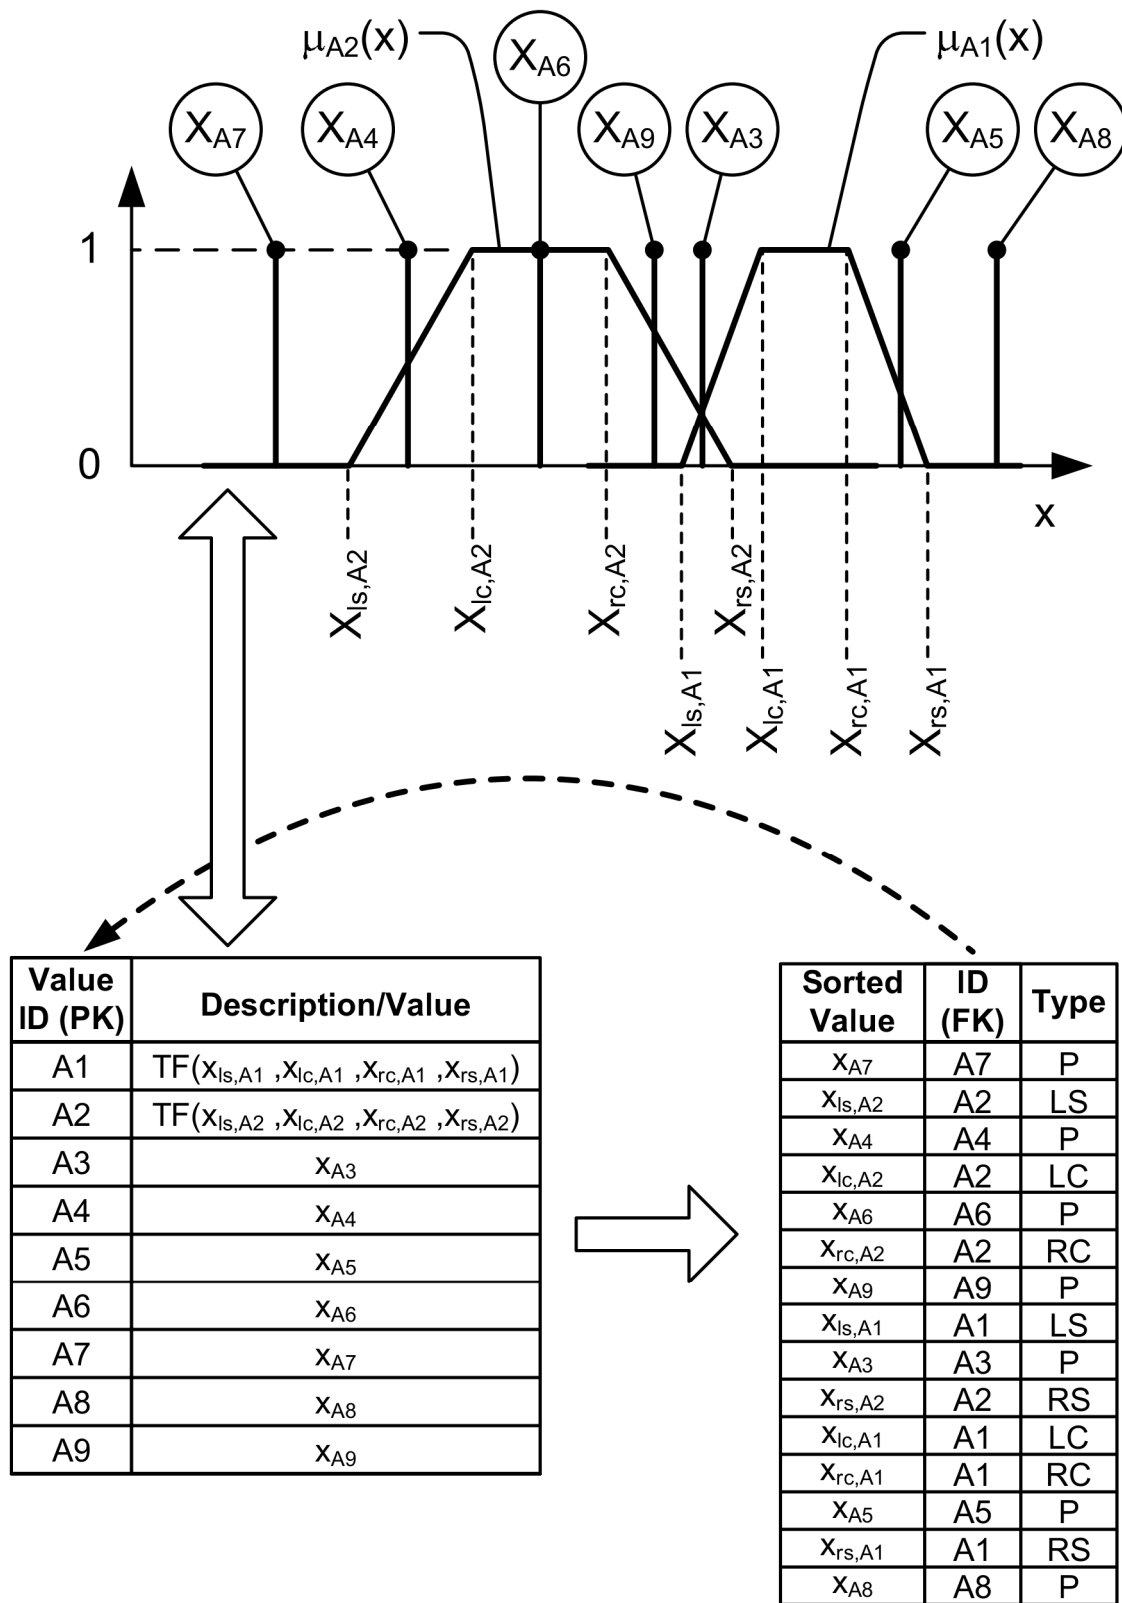 μA2(x) XA6 μA1(x)
XA7 XA4 XA9 XA3 XA5 XA8
1
0
x
Xls,A2 Xlc,A2 Xrc,A2 Xrs,A2
Xls,A1 Xlc,A1 Xrc,A1 Xrs,A1
Value ID (PK) Description/Value
A1 TF(xls,A1 ,xlc,A1 ,xrc,A1 ,xrs,A1)
A2 TF(xls,A2 ,xlc,A2 ,xrc,A2 ,xrs,A2)
A3 xA3
A4 xA4
A5 xA5
A6 xA6
A7 xA7
A8 xA8
A9 xA9
Sorted Value ID (FK) Type
xA7 A7 P
xls,A2 A2 LS
xA4 A4 P
xlc,A2 A2 LC
xA6 A6 P
xrc,A2 A2 RC
xA9 A9 P
xls,A1 A1 LS
xA3 A3 P
xrs,A2 A2 RS
xlc,A1 A1 LC
xrc,A1 A1 RC
xA5 A5 P
xrs,A1 A1 RS
xA8 A8 P